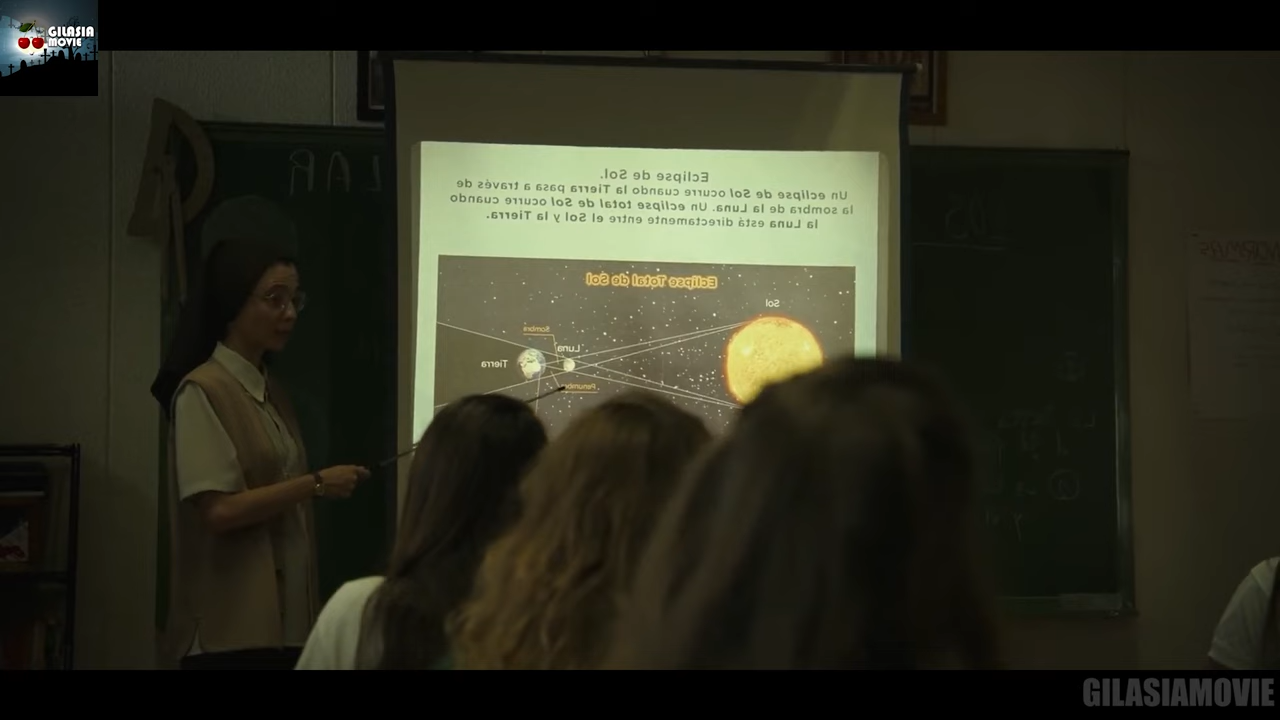 GILASIA
MOVIE
Eclipse de Sol.
Un eclipse de Sol ocurre cuando la Tierra pasa a través de
la sombra de la Luna. Un eclipse total de Sol ocurre cuando
la Luna está directamente entre el Sol y la Tierra.
Eclipse Total de Sol
Sol
Sombra
Luna
Tierra
Penumbra
NORMAS
GILASIAMOVIE